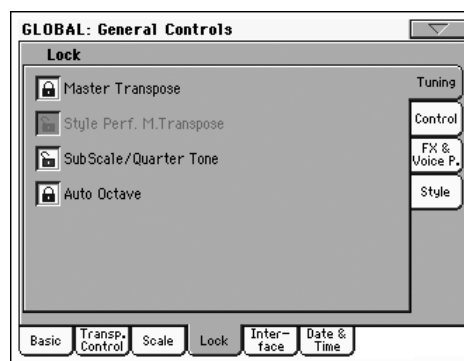 GLOBAL: General Controls
Lock
Master Transpose
Style Perf. M.Transpose
SubScale/Quarter Tone
Auto Octave
Tuning
Control
FX &
Voice P.
Style
Basic
Transp.
Control
Scale
Lock
Inter-
face
Date &
Time